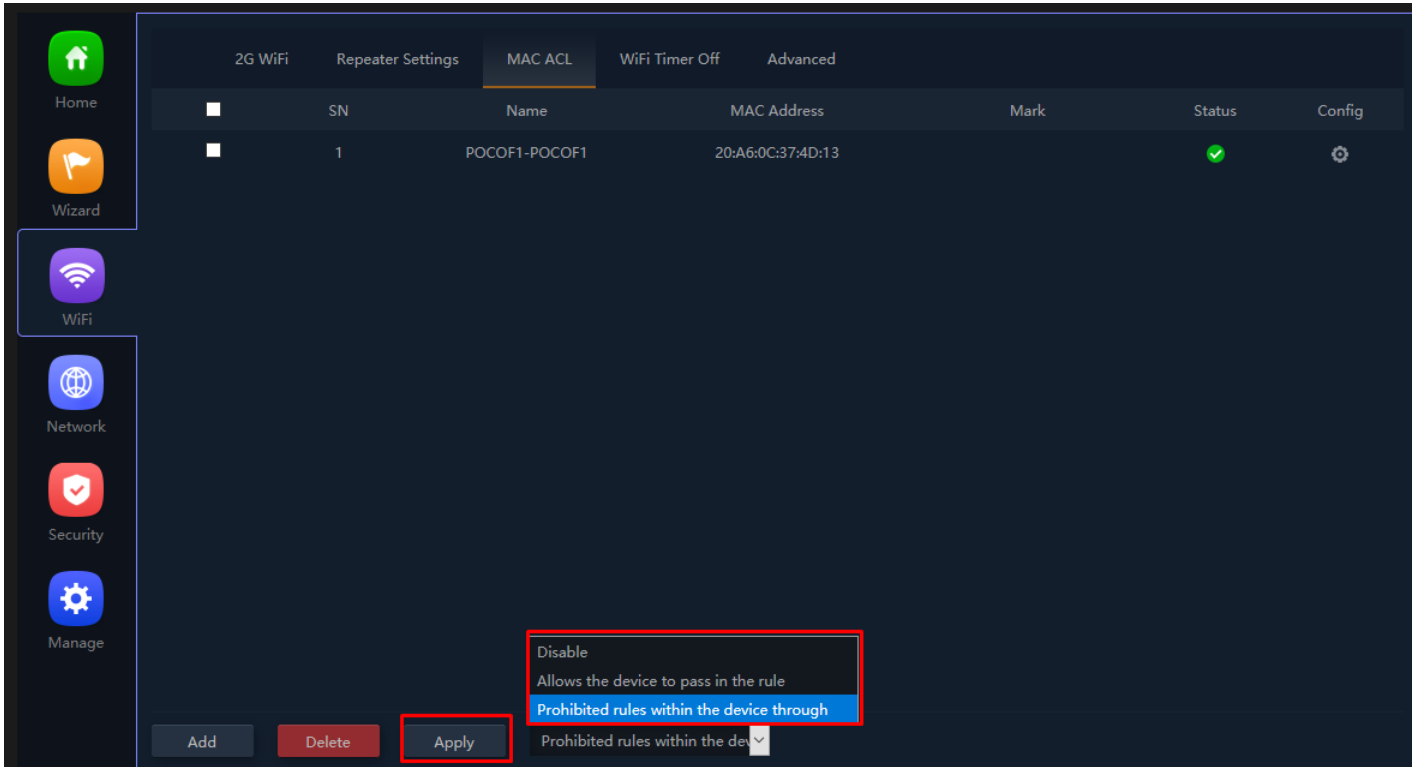 Home
Wizard
WiFi
Network
Security
Manage
2G WiFi Repeater Settings MAC ACL WiFi Timer Off Advanced
SN Name MAC Address Mark Status Config
1 POCOF1-POCOF1 20:A6:0C:37:4D:13
Disable
Allows the device to pass in the rule
Prohibited rules within the device through
Add Delete Apply Prohibited rules within the dev